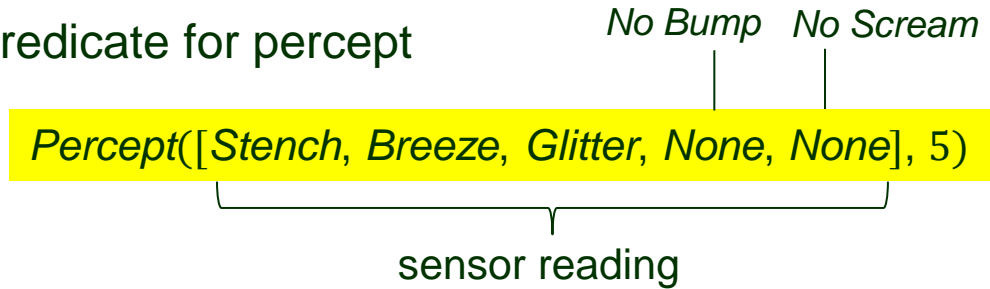 redicate for percept
No Bump No Scream
Percept([Stench, Breeze, Glitter, None, None], 5)
sensor reading